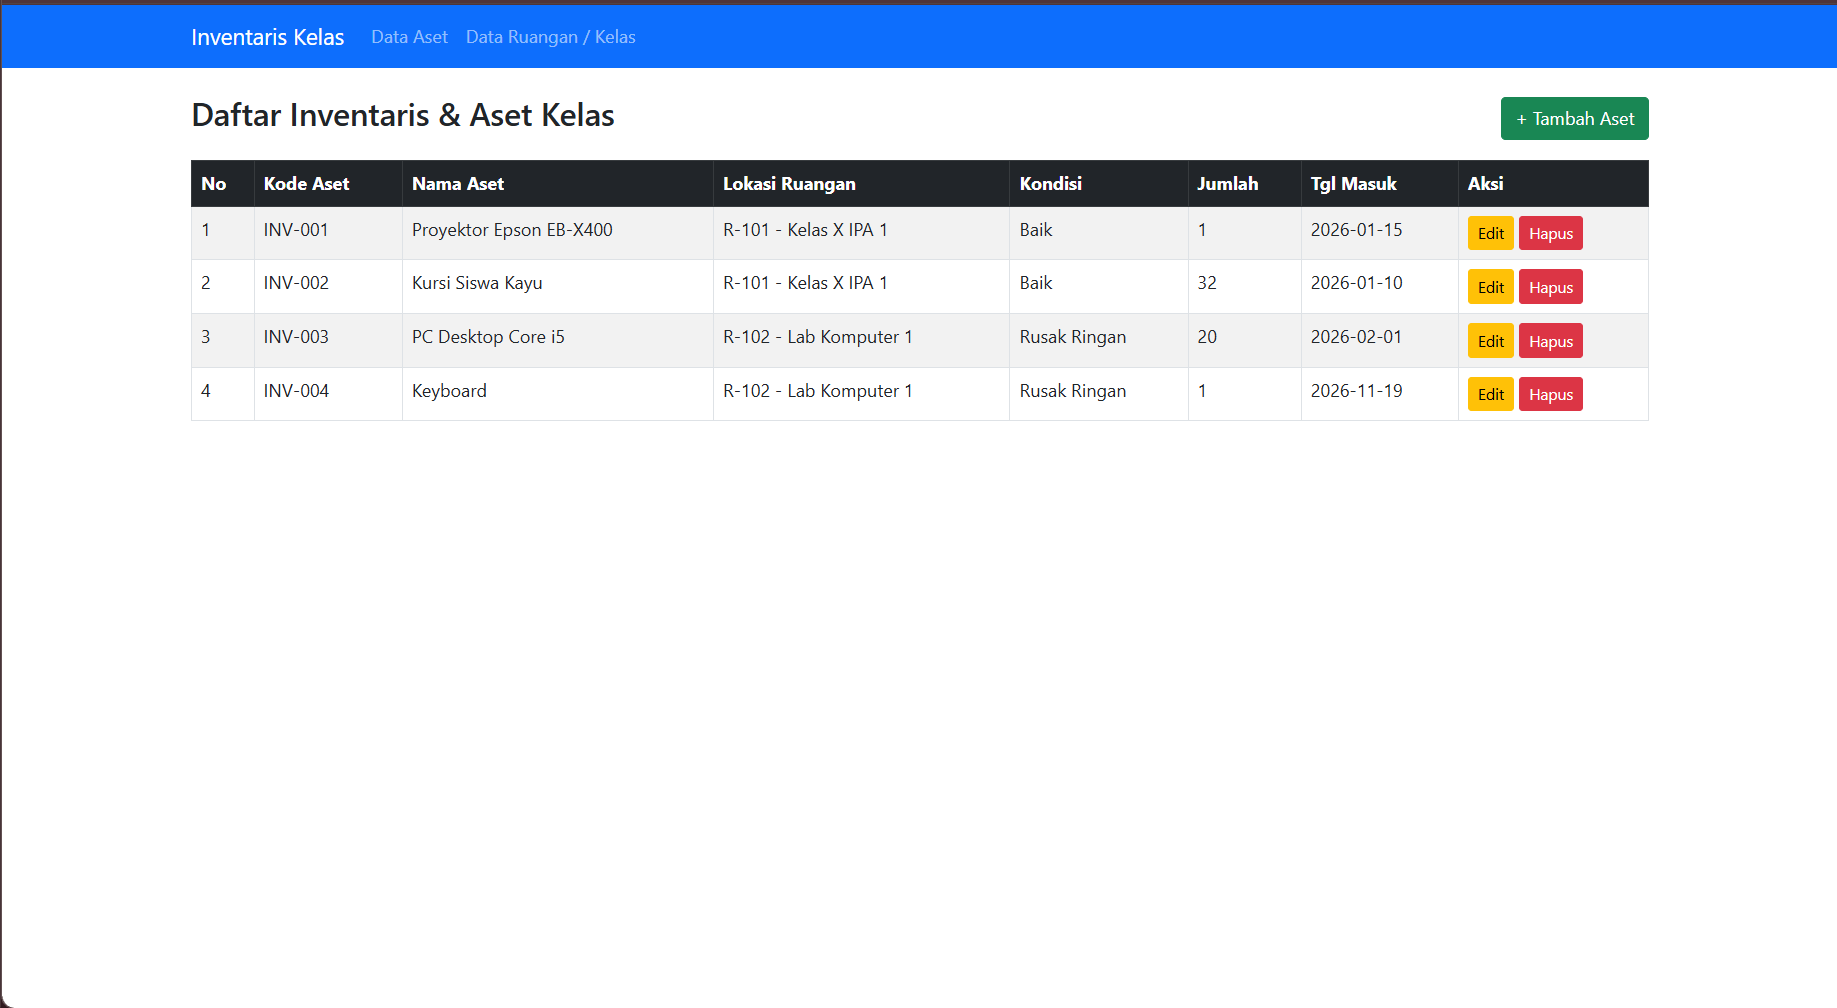 Inventaris Kelas Data Aset Data Ruangan / Kelas
Daftar Inventaris & Aset Kelas + Tambah Aset
No Kode Aset Nama Aset Lokasi Ruangan Kondisi Jumlah Tgl Masuk Aksi
1 INV-001 Proyektor Epson EB-X400 R-101 - Kelas X IPA 1 Baik 1 2026-01-15 Edit Hapus
2 INV-002 Kursi Siswa Kayu R-101 - Kelas X IPA 1 Baik 32 2026-01-10 Edit Hapus
3 INV-003 PC Desktop Core i5 R-102 - Lab Komputer 1 Rusak Ringan 20 2026-02-01 Edit Hapus
4 INV-004 Keyboard R-102 - Lab Komputer 1 Rusak Ringan 1 2026-11-19 Edit Hapus